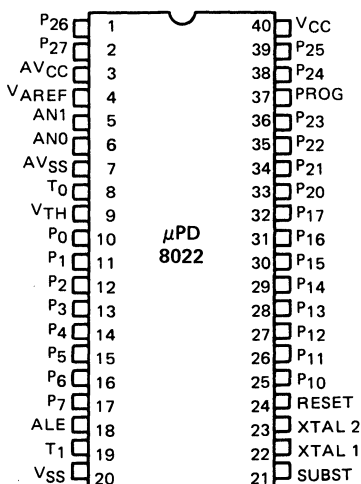 P26 1 40 VCC
P27 2 39 P25
AVCC 3 38 P24
VAREF 4 37 PROG
AN1 5 36 P23
AN0 6 35 P22
AVSS 7 34 P21
T0 8 33 P20
VTH 9 32 P17
P0 10 µPD 31 P16
P1 11 8022 30 P15
P2 12 29 P14
P3 13 28 P13
P4 14 27 P12
P5 15 26 P11
P6 16 25 P10
P7 17 24 RESET
ALE 18 23 XTAL 2
T1 19 22 XTAL 1
VSS 20 21 SUBST